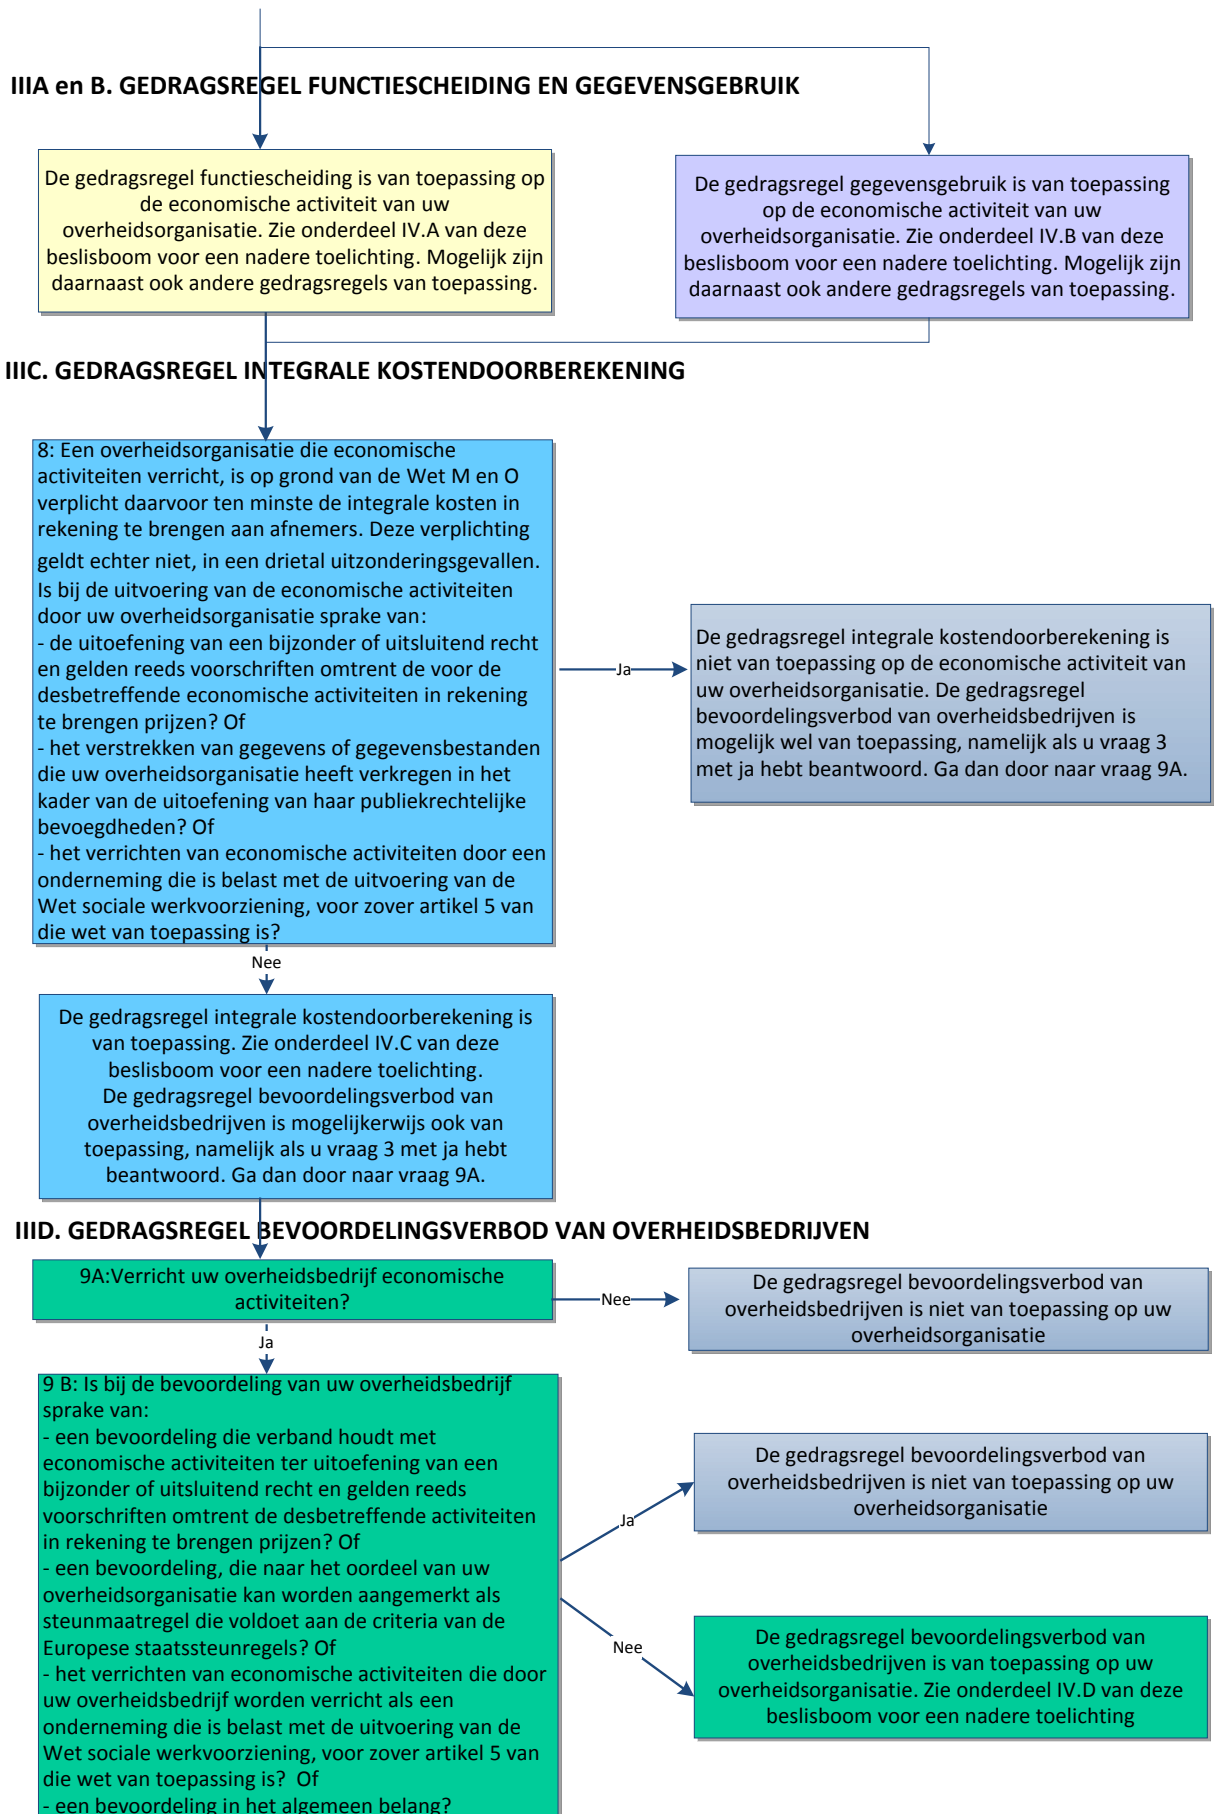 IIIA en B. GEDRAGSREGEL FUNCTIESCHEIDING EN GEGEVENSGEBRUIK
De gedragsregel functiescheiding is van toepassing op
de economische activiteit van uw
overheidsorganisatie. Zie onderdeel IV.A van deze
beslisboom voor een nadere toelichting. Mogelijk zijn
daarnaast ook andere gedragsregels van toepassing.
De gedragsregel gegevensgebruik is van toepassing
op de economische activiteit van uw
overheidsorganisatie. Zie onderdeel IV.B van deze
beslisboom voor een nadere toelichting. Mogelijk zijn
daarnaast ook andere gedragsregels van toepassing.
IIIC. GEDRAGSREGEL INTEGRALE KOSTENDOORBEREKENING
8: Een overheidsorganisatie die economische
activiteiten verricht, is op grond van de Wet M en O
verplicht daarvoor ten minste de integrale kosten in
rekening te brengen aan afnemers. Deze verplichting
geldt echter niet, in een drietal uitzonderingsgevallen.
Is bij de uitvoering van de economische activiteiten
door uw overheidsorganisatie sprake van:
- de uitoefening van een bijzonder of uitsluitend recht
en gelden reeds voorschriften omtrent de voor de
desbetreffende economische activiteiten in rekening
te brengen prijzen? Of
- het verstrekken van gegevens of gegevensbestanden
die uw overheidsorganisatie heeft verkregen in het
kader van de uitoefening van haar publiekrechtelijke
bevoegdheden? Of
- het verrichten van economische activiteiten door een
onderneming die is belast met de uitvoering van de
Wet sociale werkvoorziening, voor zover artikel 5 van
die wet van toepassing is?
Ja
De gedragsregel integrale kostendoorberekening is
niet van toepassing op de economische activiteit van
uw overheidsorganisatie. De gedragsregel
bevoordelingsverbod van overheidsbedrijven is
mogelijk wel van toepassing, namelijk als u vraag 3
met ja hebt beantwoord. Ga dan door naar vraag 9A.
Nee
De gedragsregel integrale kostendoorberekening is
van toepassing. Zie onderdeel IV.C van deze
beslisboom voor een nadere toelichting.
De gedragsregel bevoordelingsverbod van
overheidsbedrijven is mogelijkerwijs ook van
toepassing, namelijk als u vraag 3 met ja hebt
beantwoord. Ga dan door naar vraag 9A.
IIID. GEDRAGSREGEL BEVOORDELINGSVERBOD VAN OVERHEIDSBEDRIJVEN
9A:Verricht uw overheidsbedrijf economische
activiteiten?
Nee
De gedragsregel bevoordelingsverbod van
overheidsbedrijven is niet van toepassing op uw
overheidsorganisatie
Ja
9 B: Is bij de bevoordeling van uw overheidsbedrijf
sprake van:
- een bevoordeling die verband houdt met
economische activiteiten ter uitoefening van een
bijzonder of uitsluitend recht en gelden reeds
voorschriften omtrent de desbetreffende activiteiten
in rekening te brengen prijzen? Of
- een bevoordeling, die naar het oordeel van uw
overheidsorganisatie kan worden aangemerkt als
steunmaatregel die voldoet aan de criteria van de
Europese staatssteunregels? Of
- het verrichten van economische activiteiten die door
uw overheidsbedrijf worden verricht als een
onderneming die is belast met de uitvoering van de
Wet sociale werkvoorziening, voor zover artikel 5 van
die wet van toepassing is? Of
- een bevoordeling in het algemeen belang?
Ja
De gedragsregel bevoordelingsverbod van
overheidsbedrijven is niet van toepassing op uw
overheidsorganisatie
Nee
De gedragsregel bevoordelingsverbod van
overheidsbedrijven is van toepassing op uw
overheidsorganisatie. Zie onderdeel IV.D van deze
beslisboom voor een nadere toelichting